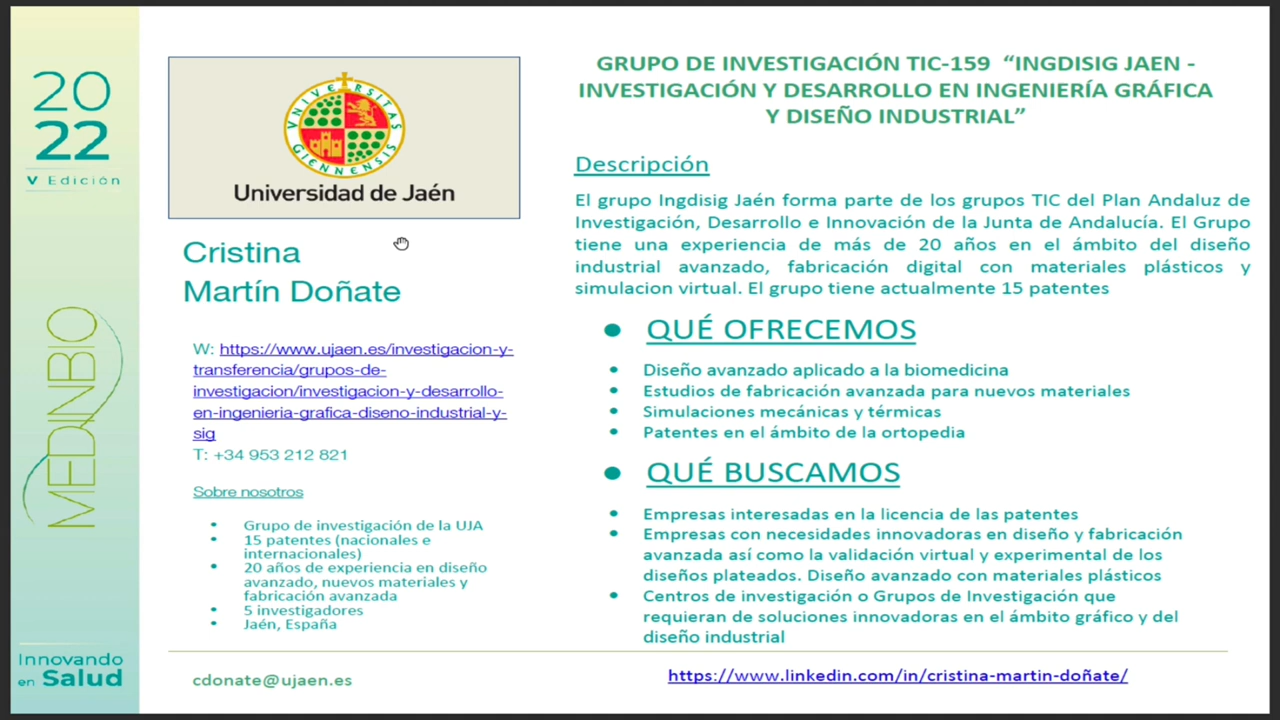 2022
V Edición
MEDINBIO
Innovando
en Salud
UNIVERSITAS
GIENNENSIS
Universidad de Jaén
Cristina
Martín Doñate
W: https://www.ujaen.es/investigacion-y-
transferencia/grupos-de-
investigacion/investigacion-y-desarrollo-
en-ingenieria-grafica-diseno-industrial-y-
sig
T: +34 953 212 821
Sobre nosotros
• Grupo de investigación de la UJA
• 15 patentes (nacionales e
internacionales)
• 20 años de experiencia en diseño
avanzado, nuevos materiales y
fabricación avanzada
• 5 investigadores
• Jaén, España
cdonate@ujaen.es
GRUPO DE INVESTIGACIÓN TIC-159 “INGDISIG JAEN -
INVESTIGACIÓN Y DESARROLLO EN INGENIERÍA GRÁFICA
Y DISEÑO INDUSTRIAL”
Descripción
El grupo Ingdisig Jaén forma parte de los grupos TIC del Plan Andaluz de
Investigación, Desarrollo e Innovación de la Junta de Andalucía. El Grupo
tiene una experiencia de más de 20 años en el ámbito del diseño
industrial avanzado, fabricación digital con materiales plásticos y
simulacion virtual. El grupo tiene actualmente 15 patentes
• QUÉ OFRECEMOS
• Diseño avanzado aplicado a la biomedicina
• Estudios de fabricación avanzada para nuevos materiales
• Simulaciones mecánicas y térmicas
• Patentes en el ámbito de la ortopedia
• QUÉ BUSCAMOS
• Empresas interesadas en la licencia de las patentes
• Empresas con necesidades innovadoras en diseño y fabricación
avanzada así como la validación virtual y experimental de los
diseños plateados. Diseño avanzado con materiales plásticos
• Centros de investigación o Grupos de Investigación que
requieran de soluciones innovadoras en el ámbito gráfico y del
diseño industrial
https://www.linkedin.com/in/cristina-martin-doñate/